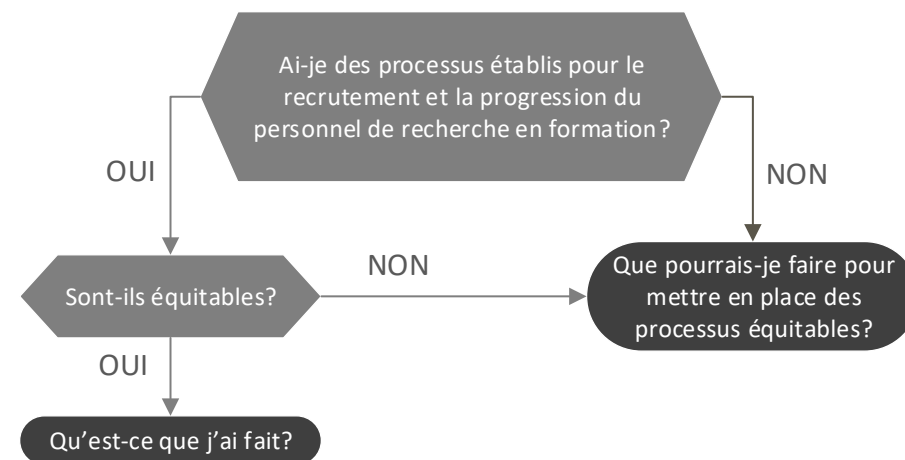 Ai-je des processus établis pour le
recrutement et la progression du
personnel de recherche en formation?
OUI
NON
Sont-ils équitables?
NON
Que pourrais-je faire pour
mettre en place des
processus équitables?
OUI
Qu’est-ce que j’ai fait?